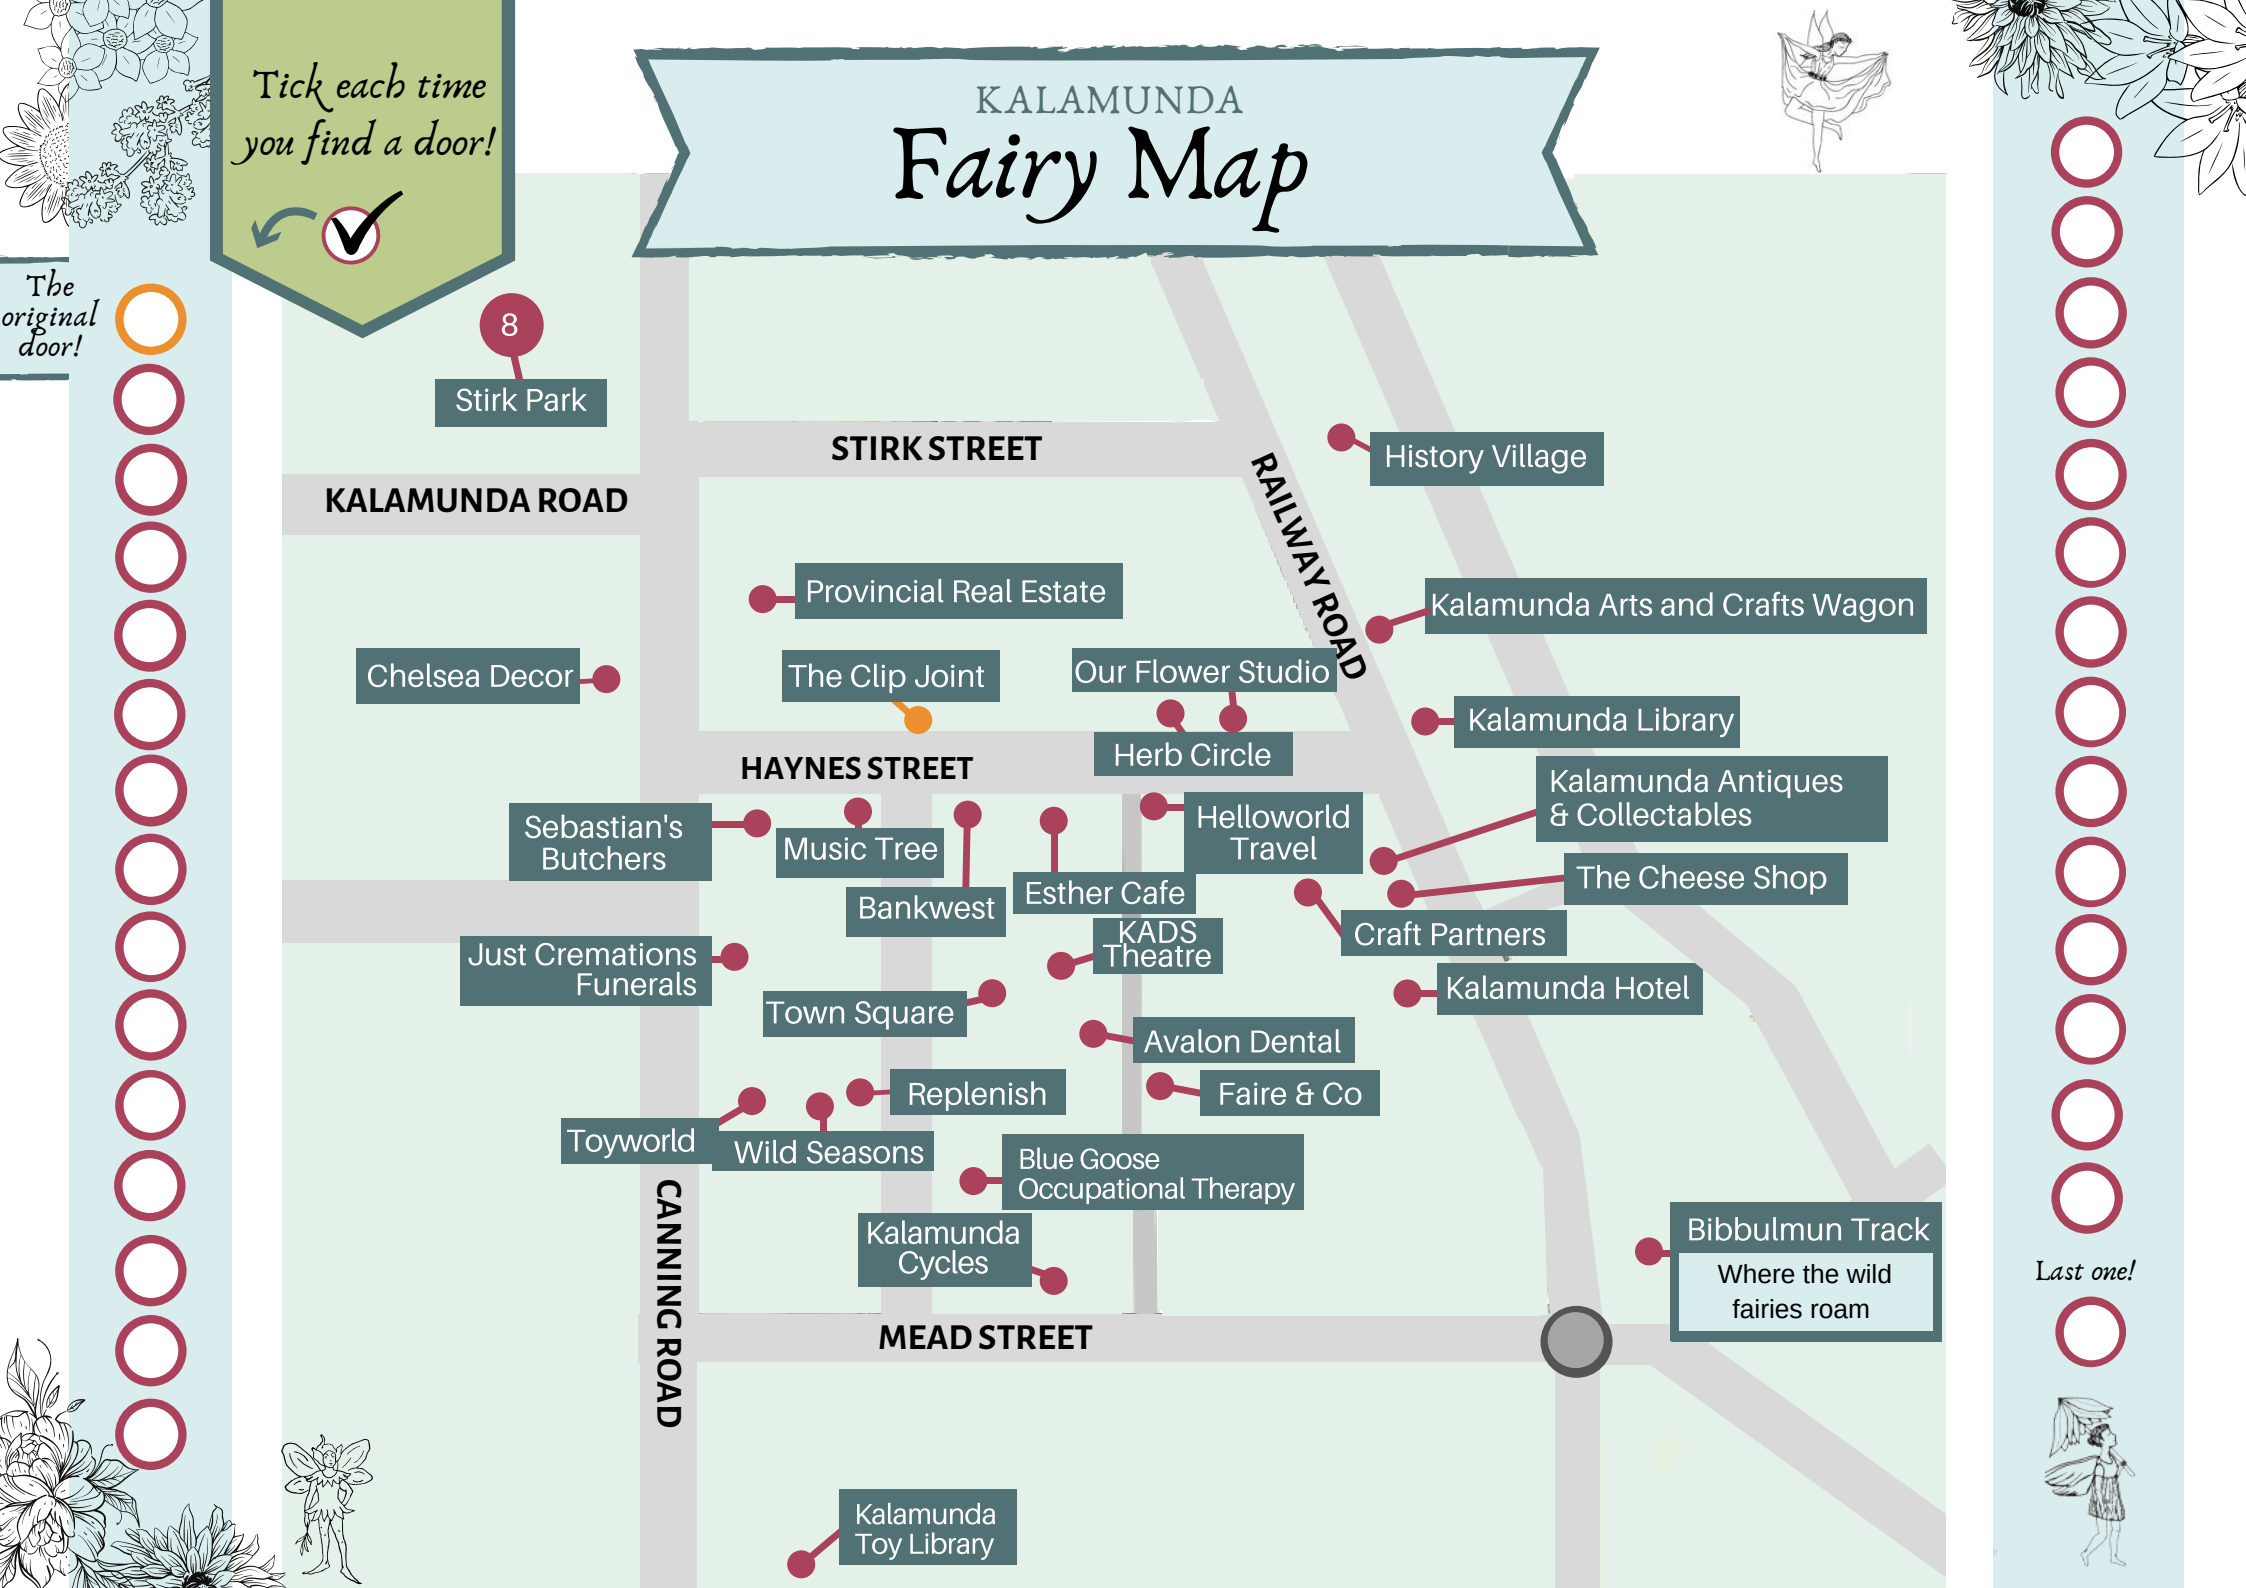 Tick each time
you find a door!
KALAMUNDA
Fairy Map
The
original
door!
8
Stirk Park
STIRK STREET
KALAMUNDA ROAD
RAILWAY ROAD
History Village
Provincial Real Estate
Kalamunda Arts and Crafts Wagon
Chelsea Decor
The Clip Joint
Our Flower Studio
Kalamunda Library
Herb Circle
HAYNES STREET
Kalamunda Antiques
& Collectables
Sebastian's
Butchers
Music Tree
Helloworld
Travel
The Cheese Shop
Bankwest
Esther Cafe
Craft Partners
KADS
Theatre
Just Cremations
Funerals
Kalamunda Hotel
Town Square
Avalon Dental
Replenish
Faire & Co
Toyworld
Wild Seasons
Blue Goose
Occupational Therapy
CANNING ROAD
Kalamunda
Cycles
Bibbulmun Track
Where the wild
fairies roam
Last one!
MEAD STREET
Kalamunda
Toy Library